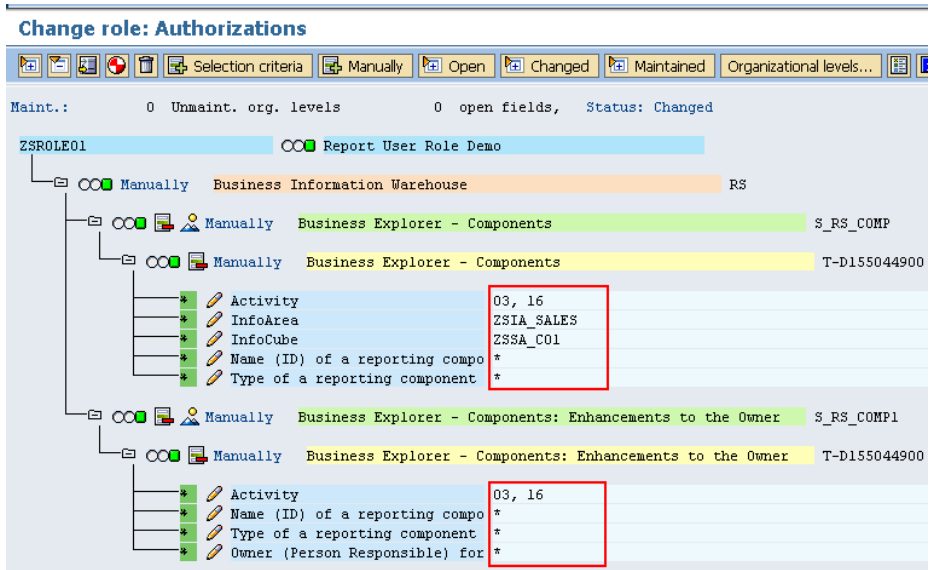 Change role: Authorizations
Selection criteria Manually Open Changed Maintained Organizational levels...
Maint.: 0 Unmaint. org. levels 0 open fields, Status: Changed
ZSROLE01 Report User Role Demo
Manually Business Information Warehouse RS
Manually Business Explorer - Components S_RS_COMP
Manually Business Explorer - Components T-D155044900
* Activity 03, 16
* InfoArea ZSIA_SALES
* InfoCube ZSSA_C01
* Name (ID) of a reporting compo *
* Type of a reporting component *
Manually Business Explorer - Components: Enhancements to the Owner S_RS_COMP1
Manually Business Explorer - Components: Enhancements to the Owner T-D155044900
* Activity 03, 16
* Name (ID) of a reporting compo *
* Type of a reporting component *
* Owner (Person Responsible) for *